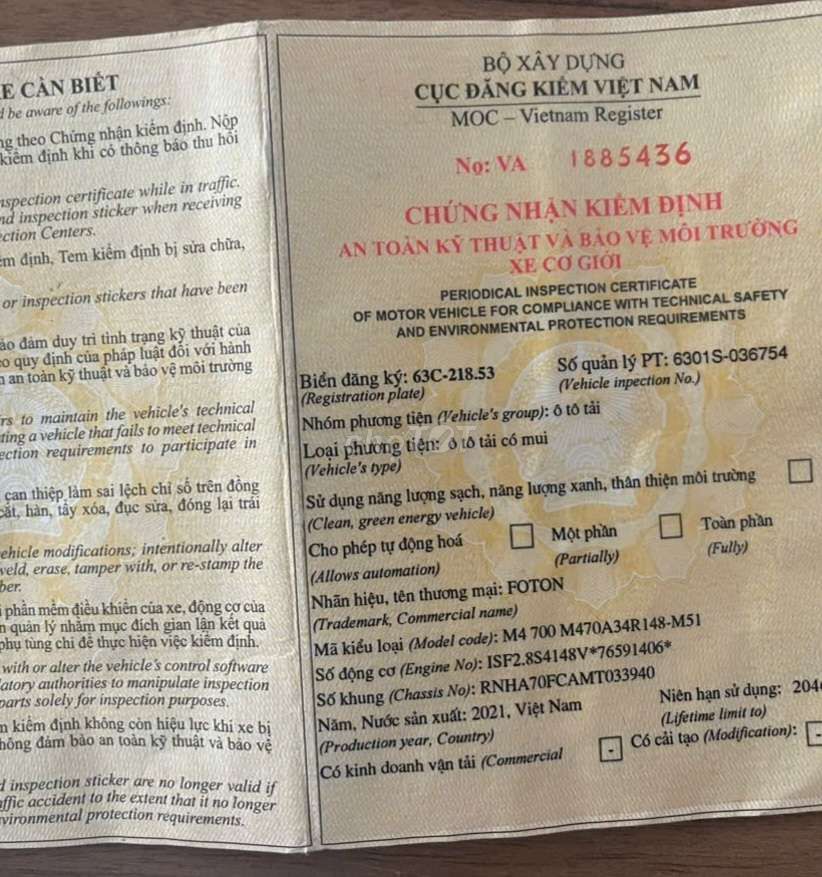 E CẦN BIẾT
d be aware of the followings:
ng theo Chứng nhận kiểm định. Nộp
kiểm định khi có thông báo thu hồi
nspection certificate while in traffic.
nd inspection sticker when receiving
ction Centers.
ểm định, Tem kiểm định bị sửa chữa,
or inspection stickers that have been
ảo đảm duy trì tình trạng kỹ thuật của
eo quy định của pháp luật đối với hành
n an toàn kỹ thuật và bảo vệ môi trường
rs to maintain the vehicle's technical
ting a vehicle that fails to meet technical
ection requirements to participate in
can thiệp làm sai lệch chỉ số trên đồng
cắt, hàn, tẩy xóa, đục sửa, đóng lại trái
ehicle modifications; intentionally alter
weld, erase, tamper with, or re-stamp the
ber.
i phần mềm điều khiển của xe, động cơ của
n quản lý nhằm mục đích gian lận kết quả
phụ tùng chỉ để thực hiện việc kiểm định.
with or alter the vehicle's control software
latory authorities to manipulate inspection
parts solely for inspection purposes.
n kiểm định không còn hiệu lực khi xe bị
hông đảm bảo an toàn kỹ thuật và bảo vệ
d inspection sticker are no longer valid if
affic accident to the extent that it no longer
nvironmental protection requirements.
BỘ XÂY DỰNG
CỤC ĐĂNG KIỂM VIỆT NAM
MOC – Vietnam Register
No: VA 1885436
CHỨNG NHẬN KIỂM ĐỊNH
AN TOÀN KỸ THUẬT VÀ BẢO VỆ MÔI TRƯỜNG
XE CƠ GIỚI
PERIODICAL INSPECTION CERTIFICATE
OF MOTOR VEHICLE FOR COMPLIANCE WITH TECHNICAL SAFETY
AND ENVIRONMENTAL PROTECTION REQUIREMENTS
Biển đăng ký: 63C-218.53 Số quản lý PT: 6301S-036754
(Registration plate) (Vehicle inpection No.)
Nhóm phương tiện (Vehicle's group): ô tô tải
Loại phương tiện: ô tô tải có mui
(Vehicle's type)
Sử dụng năng lượng sạch, năng lượng xanh, thân thiện môi trường
(Clean, green energy vehicle)
Cho phép tự động hoá Một phần Toàn phần
(Allows automation) (Partially) (Fully)
Nhãn hiệu, tên thương mại: FOTON
(Trademark, Commercial name)
Mã kiểu loại (Model code): M4 700 M470A34R148-M51
Số động cơ (Engine No): ISF2.8S4148V*76591406*
Số khung (Chassis No): RNHA70FCAMT033940
Năm, Nước sản xuất: 2021, Việt Nam Niên hạn sử dụng: 204
(Production year, Country) (Lifetime limit to)
Có kinh doanh vận tải (Commercial - Có cải tạo (Modification): -